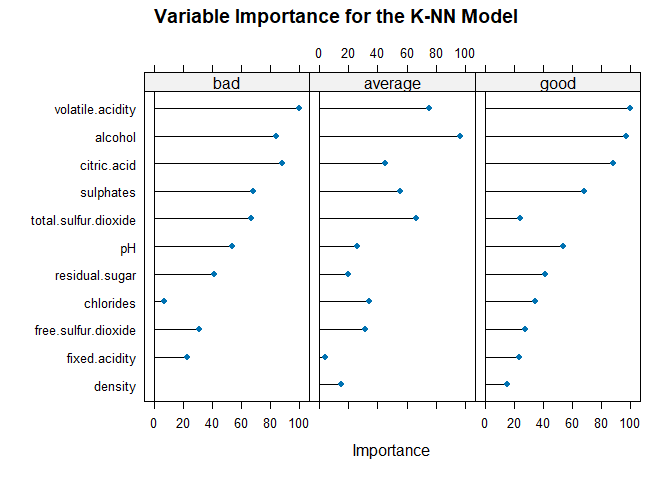 Variable Importance for the K-NN Model
0 20 40 60 80 100
bad average good
volatile.acidity
alcohol
citric.acid
sulphates
total.sulfur.dioxide
pH
residual.sugar
chlorides
free.sulfur.dioxide
fixed.acidity
density
0 20 40 60 80 100 0 20 40 60 80 100
Importance